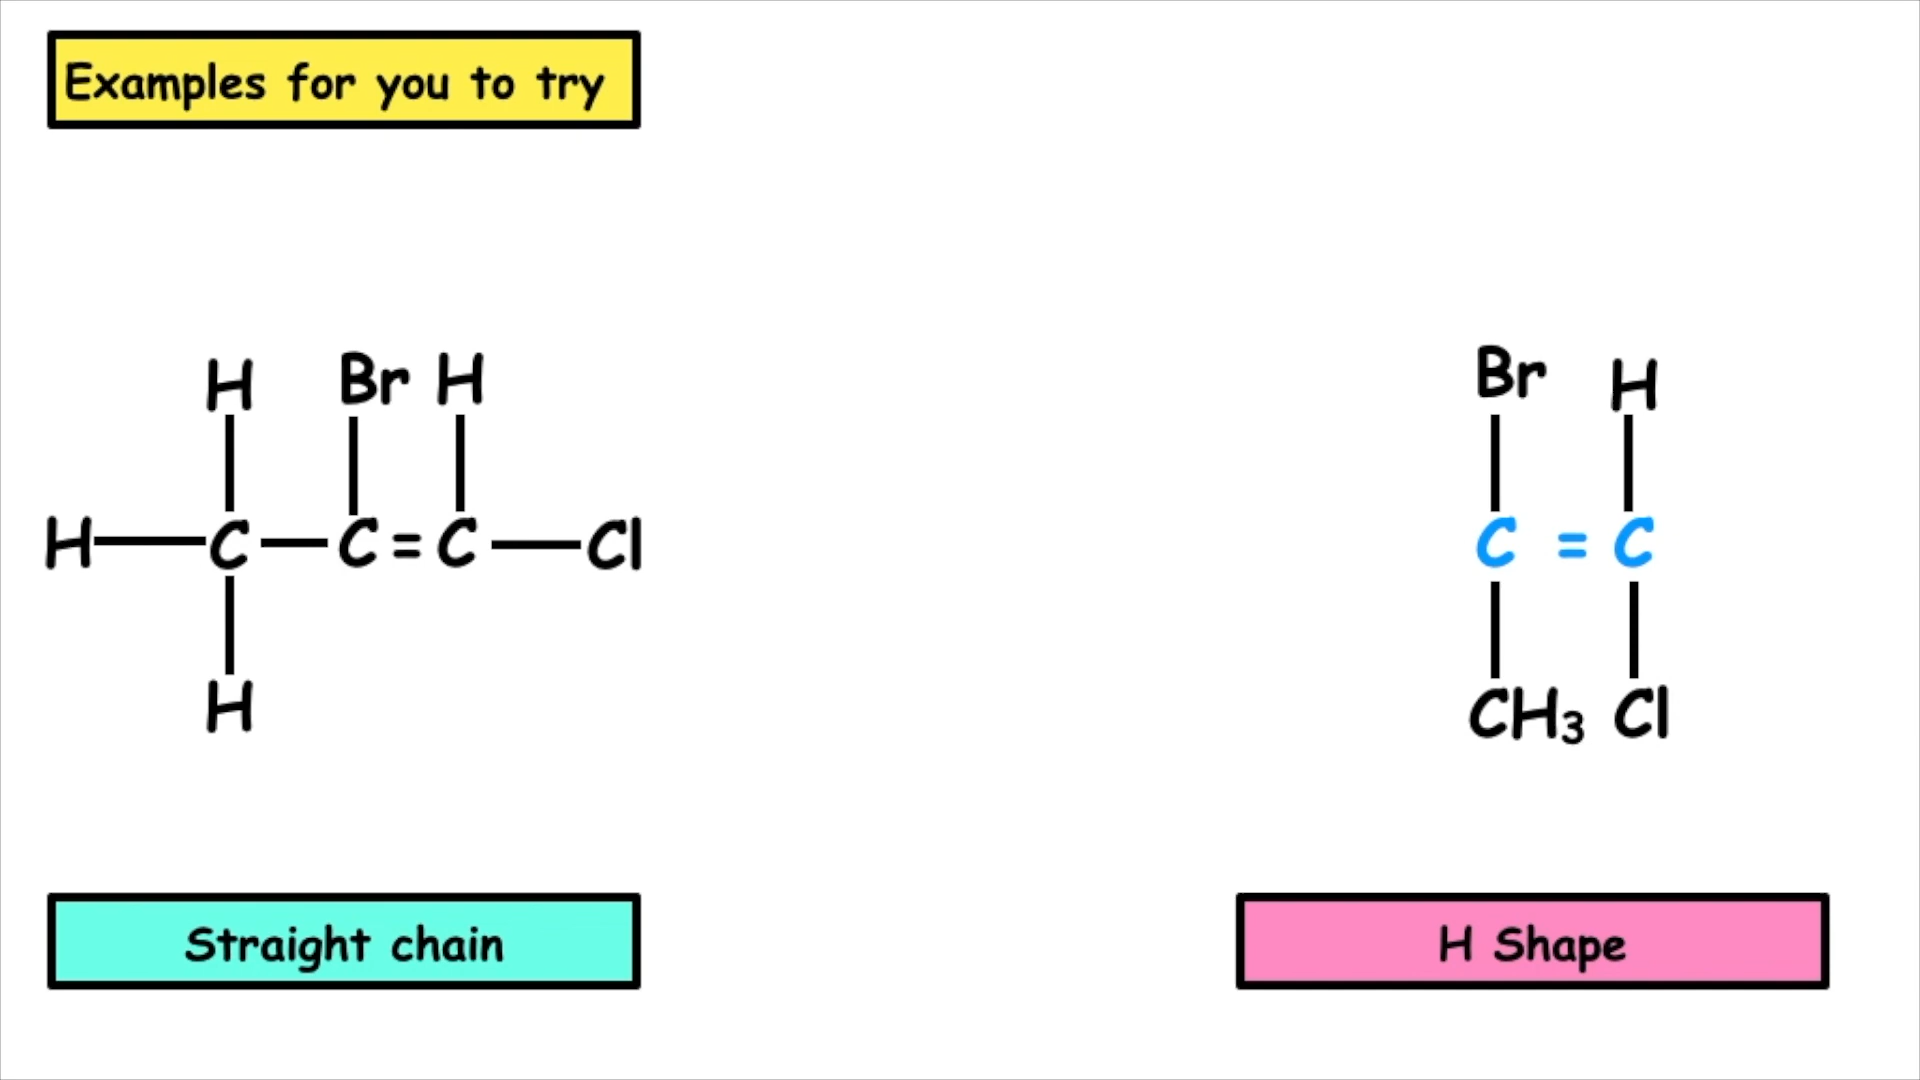 Examples for you to try
H Br H Br H
H C C = C Cl C = C
H CH₃ Cl
Straight chain H Shape